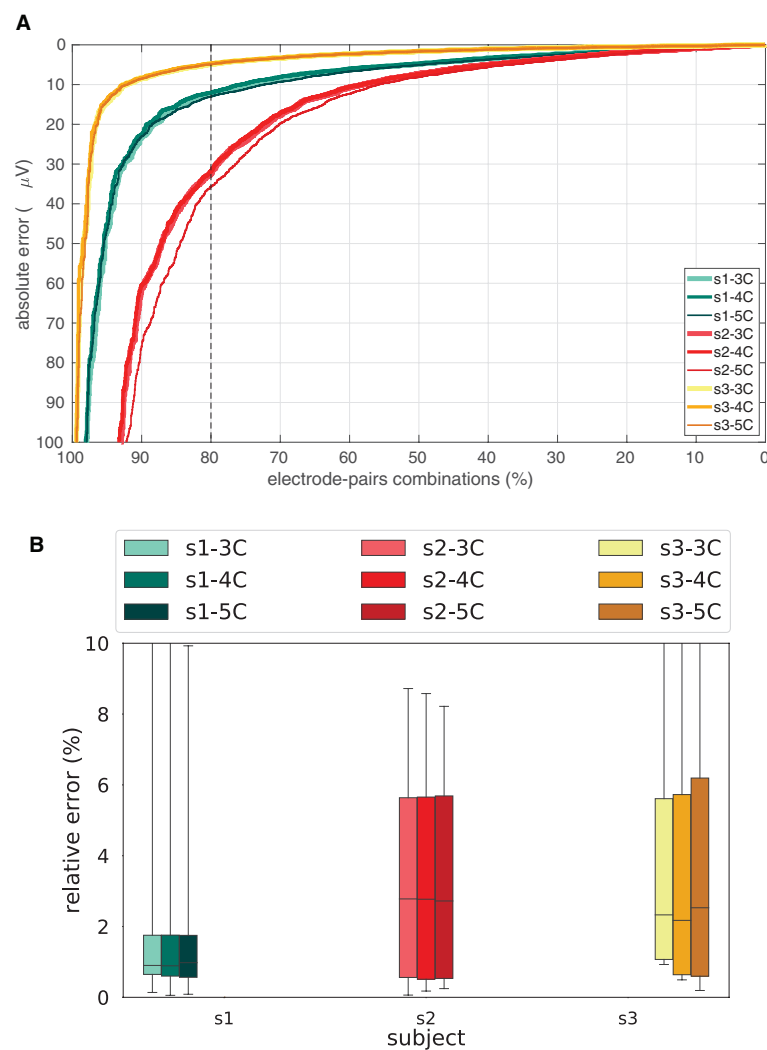 A
0
10
20
30
40
50
60
70
80
90
100
absolute error ( μV)
100 90 80 70 60 50 40 30 20 10 0
electrode-pairs combinations (%)
s1-3C
s1-4C
s1-5C
s2-3C
s2-4C
s2-5C
s3-3C
s3-4C
s3-5C
B
s1-3C s2-3C s3-3C
s1-4C s2-4C s3-4C
s1-5C s2-5C s3-5C
10
8
6
4
2
0
relative error (%)
s1 s2 s3
subject